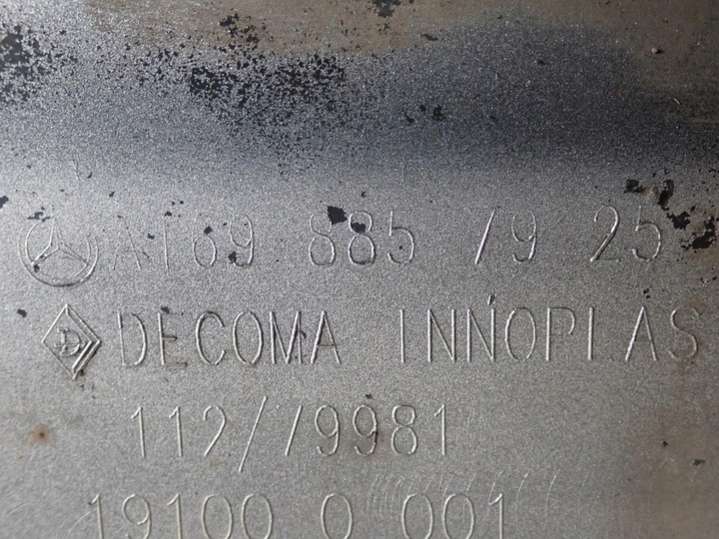 A169 885 79 25
DECOMA INNOPLAS
112/79981
19100 0 001